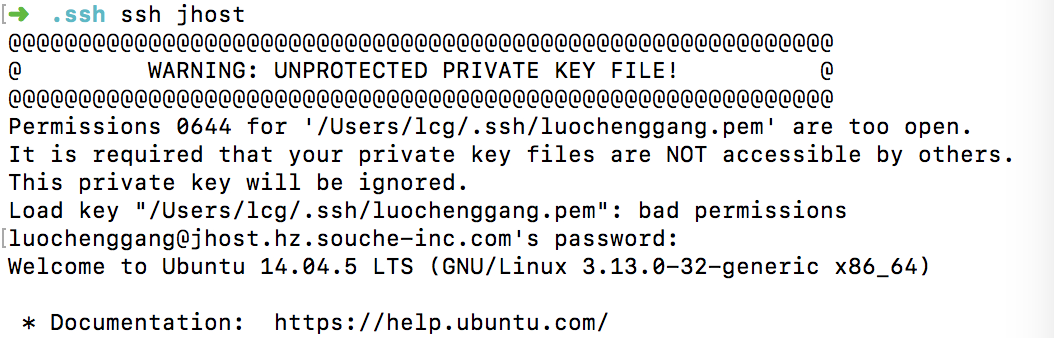 [➜  .ssh ssh jhost
@@@@@@@@@@@@@@@@@@@@@@@@@@@@@@@@@@@@@@@@@@@@@@@@@@@@@@@@@@@
@         WARNING: UNPROTECTED PRIVATE KEY FILE!          @
@@@@@@@@@@@@@@@@@@@@@@@@@@@@@@@@@@@@@@@@@@@@@@@@@@@@@@@@@@@
Permissions 0644 for '/Users/lcg/.ssh/luochenggang.pem' are too open.
It is required that your private key files are NOT accessible by others.
This private key will be ignored.
Load key "/Users/lcg/.ssh/luochenggang.pem": bad permissions
[luochenggang@jhost.hz.souche-inc.com's password:
Welcome to Ubuntu 14.04.5 LTS (GNU/Linux 3.13.0-32-generic x86_64)
 * Documentation:  https://help.ubuntu.com/